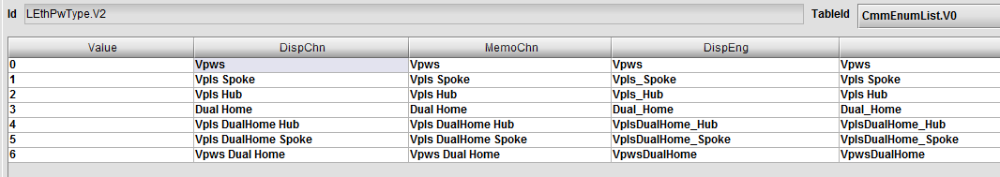 Id LEthPwType.V2 TableId CmmEnumList.V0
Value DispChn MemoChn DispEng
0 Vpws Vpws Vpws Vpws
1 Vpls Spoke Vpls Spoke Vpls_Spoke Vpls Spoke
2 Vpls Hub Vpls Hub Vpls_Hub Vpls Hub
3 Dual Home Dual Home Dual_Home Dual_Home
4 Vpls DualHome Hub Vpls DualHome Hub VplsDualHome_Hub VplsDualHome_Hub
5 Vpls DualHome Spoke Vpls DualHome Spoke VplsDualHome_Spoke VplsDualHome_Spoke
6 Vpws Dual Home Vpws Dual Home VpwsDualHome VpwsDualHome